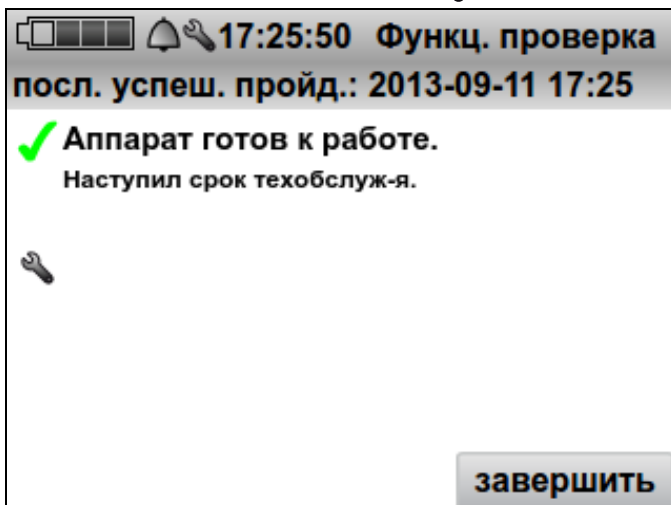 17:25:50 Функц. проверка
посл. успеш. пройд.: 2013-09-11 17:25
Аппарат готов к работе.
Наступил срок техобслуж-я.
завершить